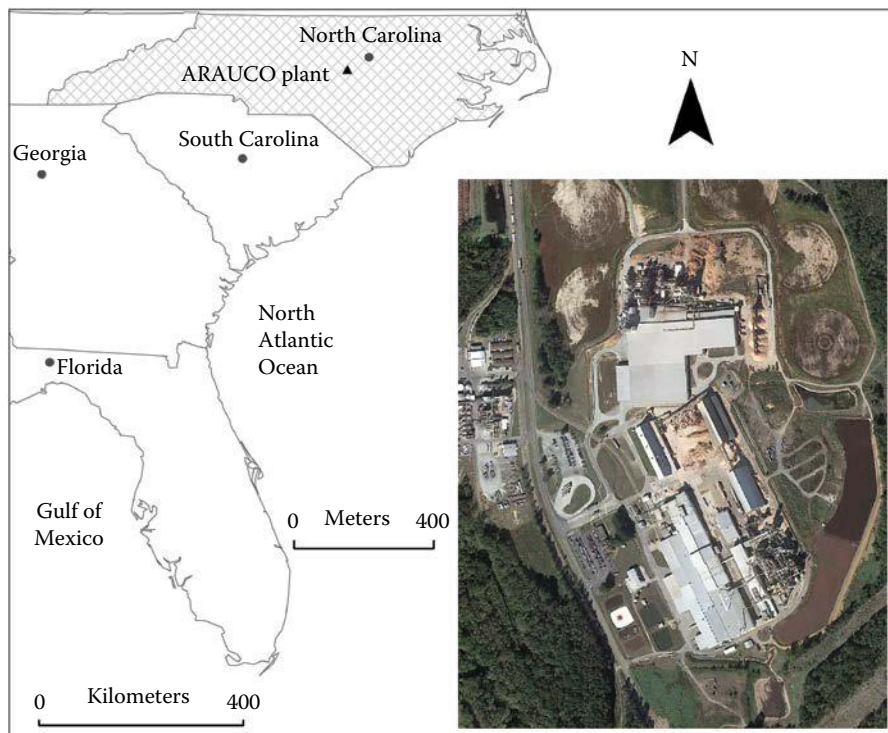 North Carolina
ARAUCO plant
N
South Carolina
Georgia
North
Atlantic
Ocean
Florida
Gulf of
Mexico
0 Meters 400
Kilometers
0 400